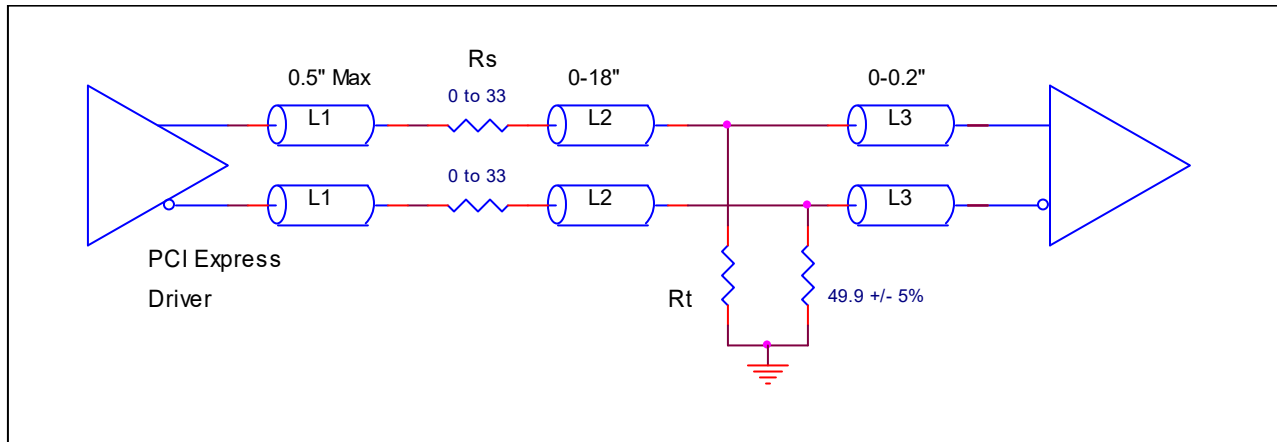 Rs
0.5" Max
0-18"
0-0.2"
0 to 33
L1
L2
L3
0 to 33
L1
L2
L3
PCI Express
Driver
Rt
49.9 +/- 5%